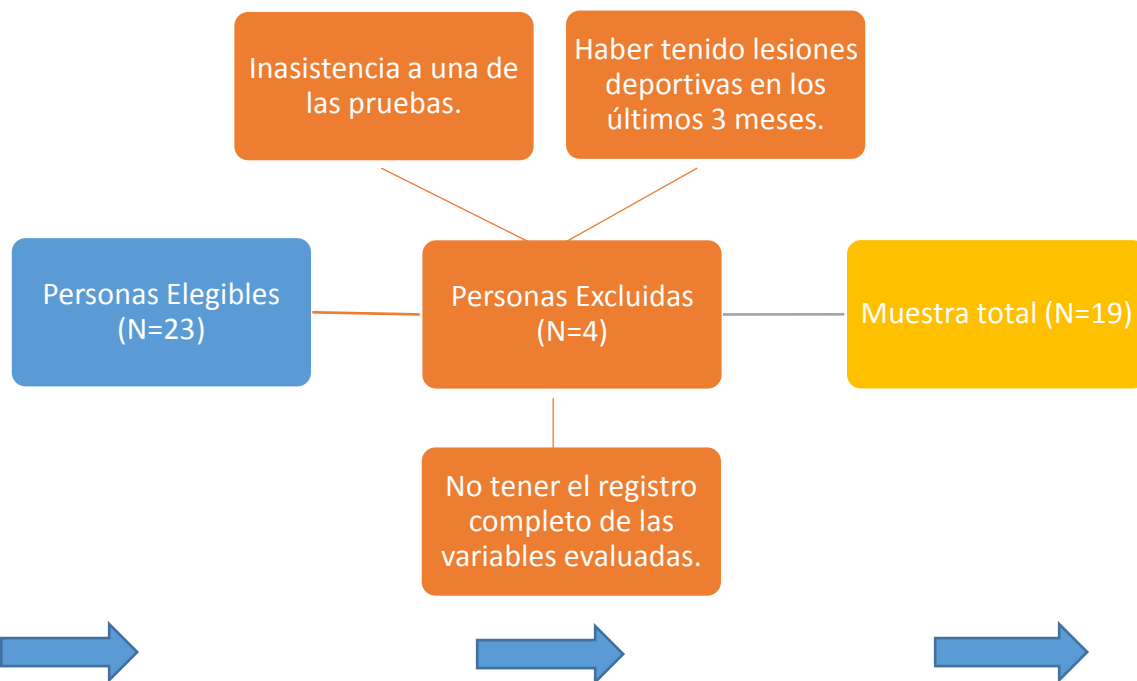 Inasistencia a una de
las pruebas.
Haber tenido lesiones
deportivas en los
últimos 3 meses.
Personas Elegibles
(N=23)
Personas Excluidas
(N=4)
Muestra total (N=19)
No tener el registro
completo de las
variables evaluadas.